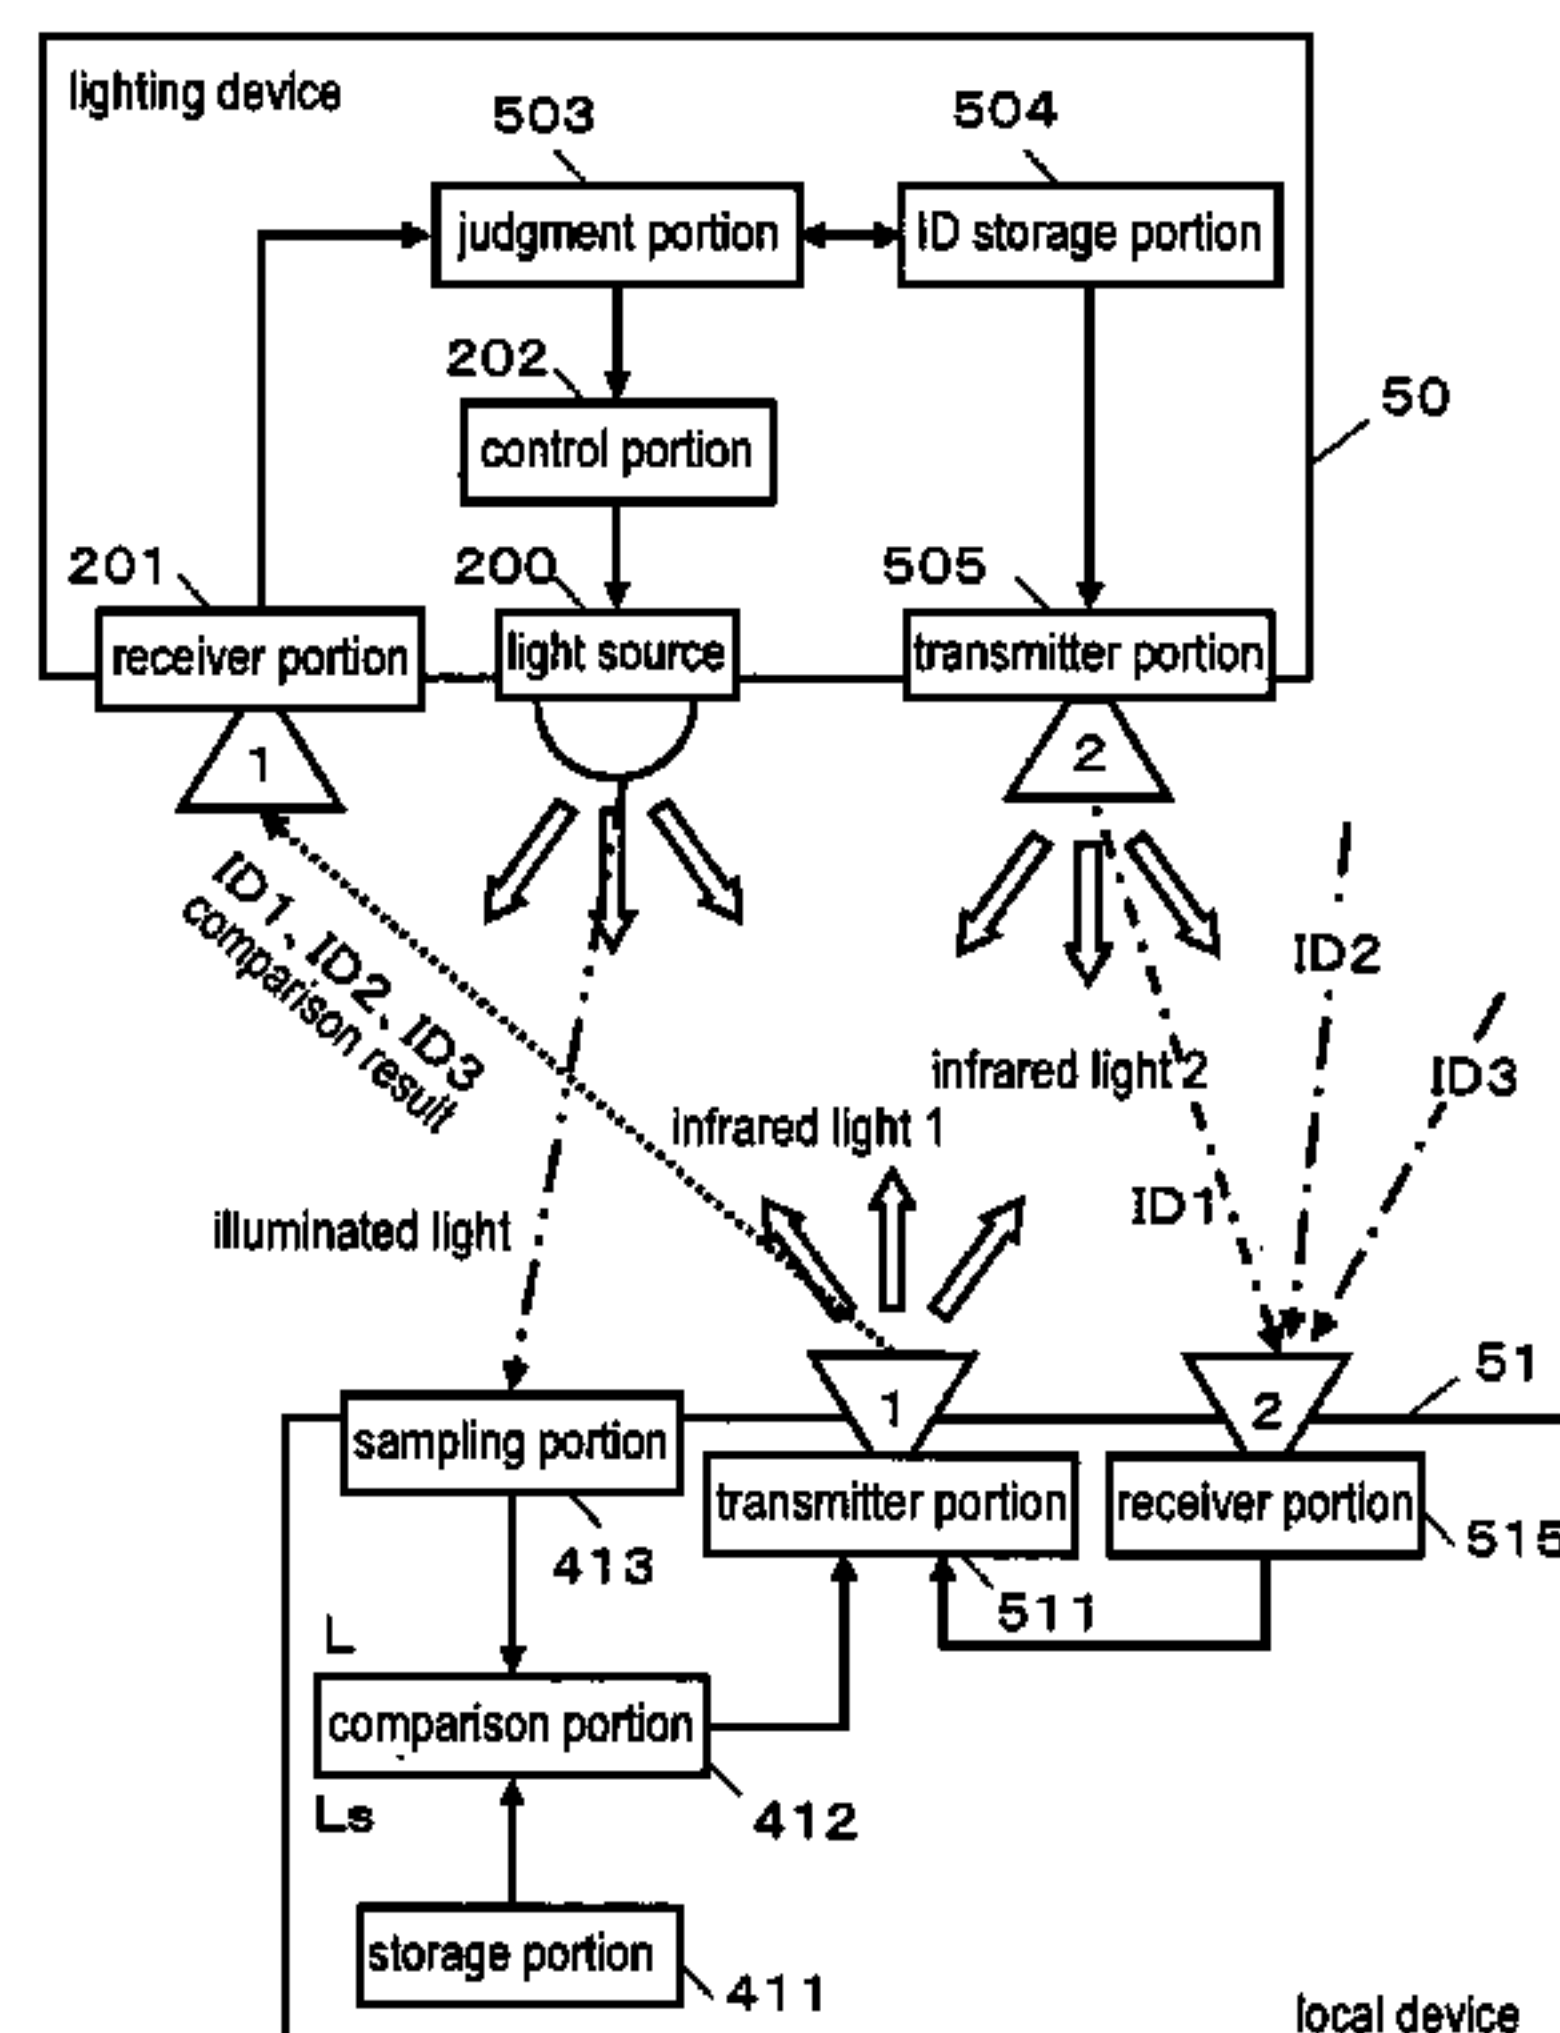 lighting device
503
504
judgment portion
ID storage portion
202
50
control portion
201
200
505
receiver portion
light source
transmitter portion
1
2
ID1、ID2、ID3
comparison result
ID2
infrared light 2
ID3
infrared light 1
ID1
illuminated light
51
1
2
sampling portion
transmitter portion
receiver portion
515
413
511
L
comparison portion
Ls
412
storage portion
411
local device